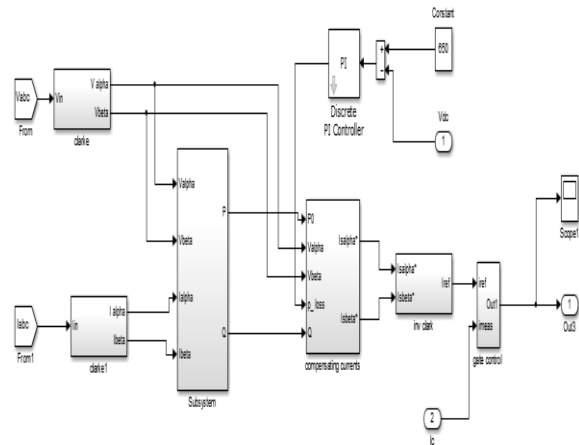 Constant
650
PI
+
−
Discrete
PI Controller
Vdc
1
Vabc
From
Vin
V alpha
Vbeta
clarke
Valpha
Vbeta
Ialpha
Ibeta
P
Q
Subsystem
Iabc
From1
Iin
I alpha
Ibeta
clarke1
P0
Valpha
Vbeta
p_loss
Q
Isalpha*
Isbeta*
compensating currents
Isalpha*
Isbeta*
Iref
inv clark
iref
imeas
Out1
gate control
Scope1
1
Out3
2
Ic